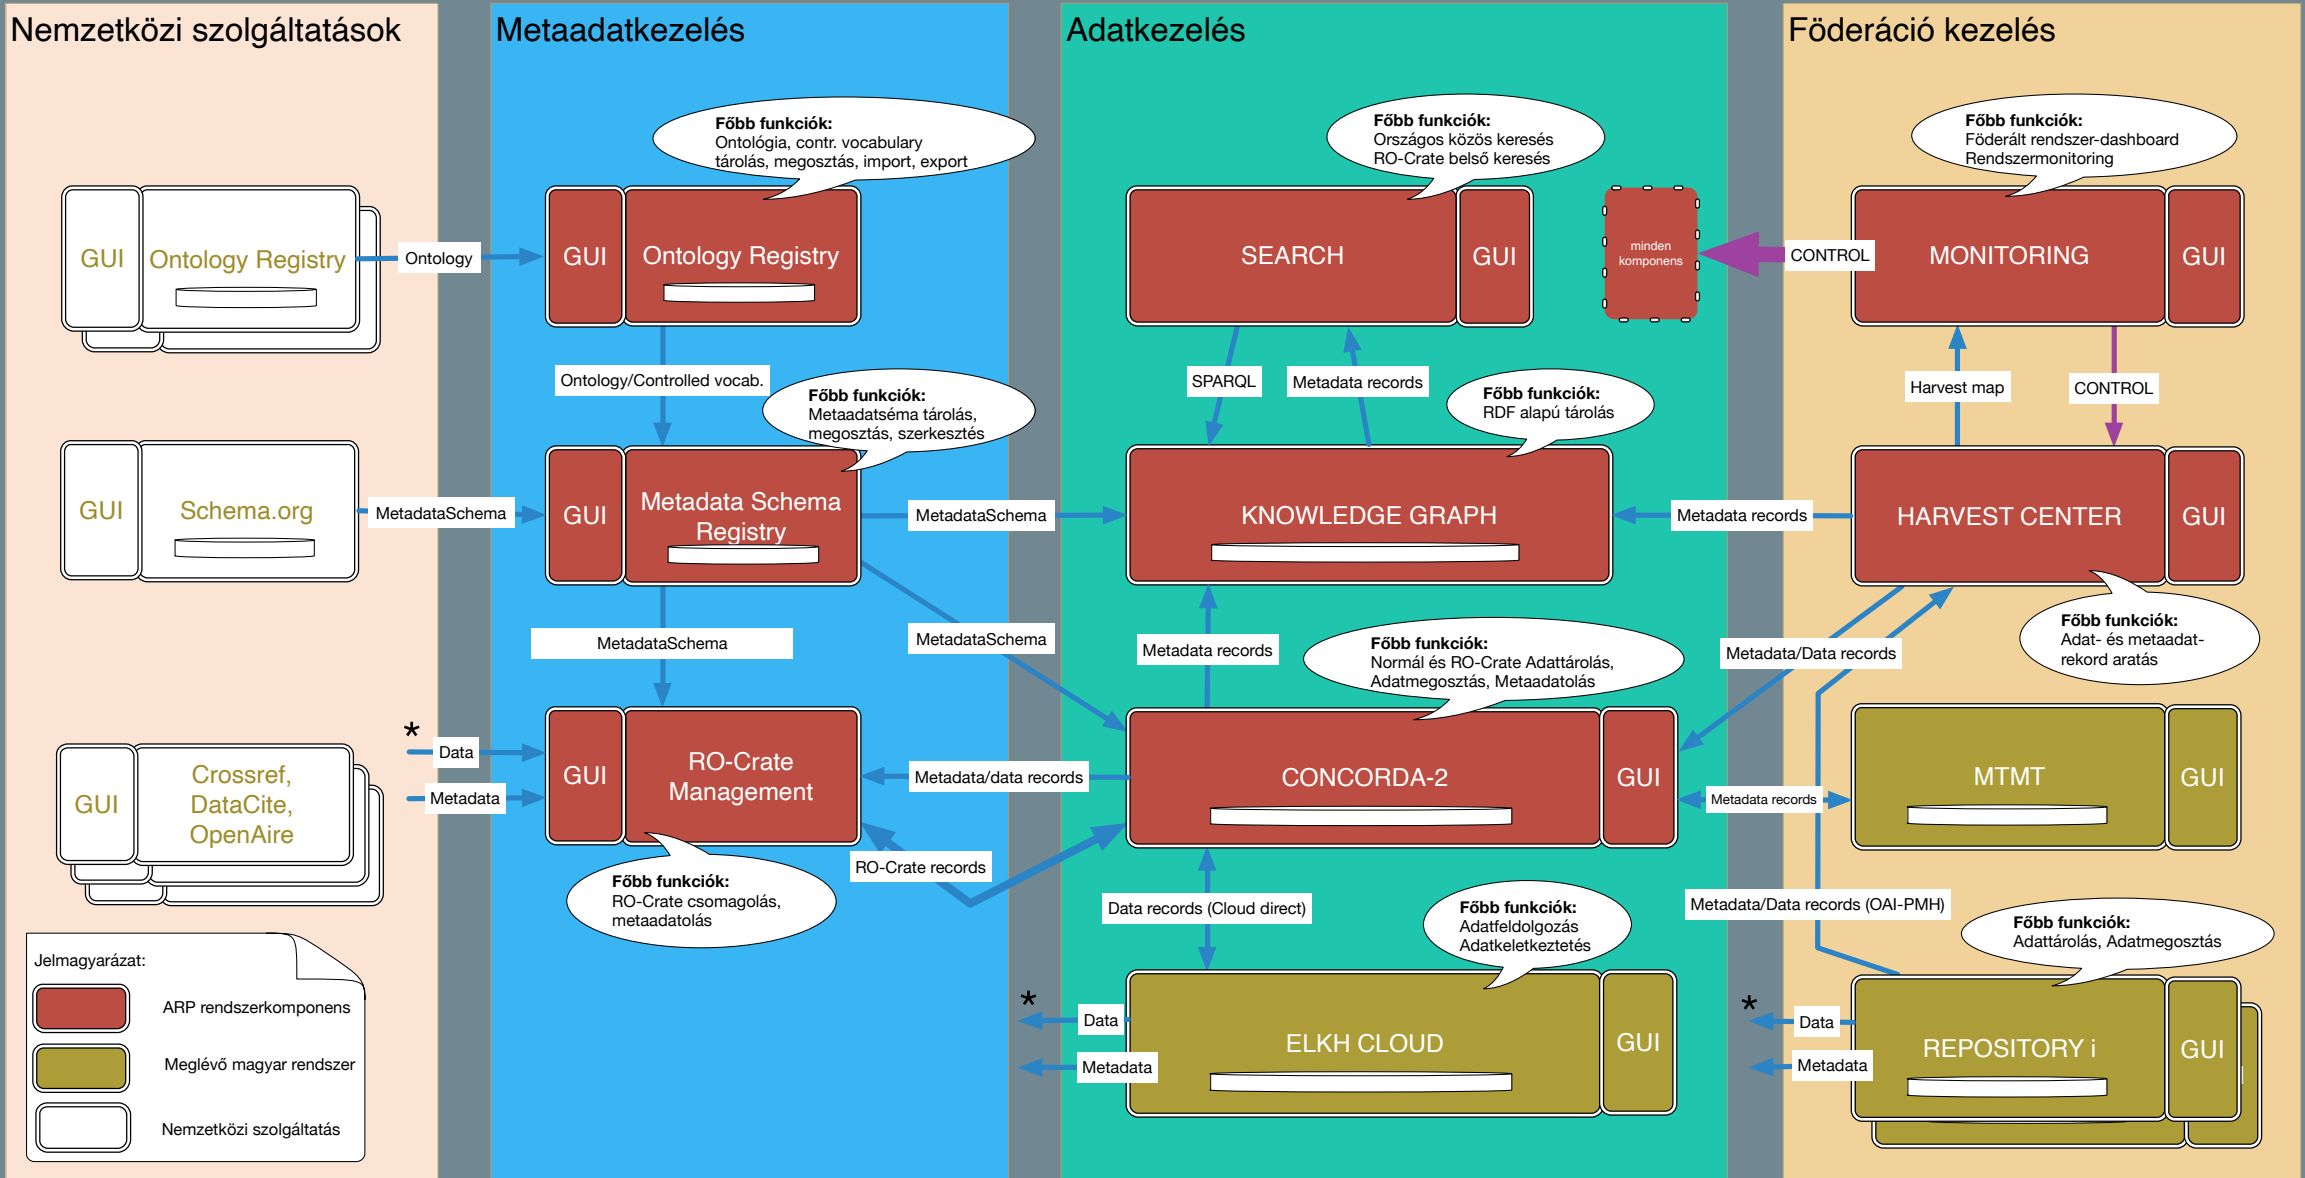 Nemzetközi szolgáltatások
GUI
Ontology Registry
Ontology
GUI
Schema.org
MetadataSchema
*
Data
Metadata
GUI
Crossref,
DataCite,
OpenAire
Jelmagyarázat:
ARP rendszerkomponens
Meglévő magyar rendszer
Nemzetközi szolgáltatás
Metaadatkezelés
Főbb funkciók:
Ontológia, contr. vocabulary
tárolás, megosztás, import, export
GUI
Ontology Registry
Ontology/Controlled vocab.
Főbb funkciók:
Metaadatséma tárolás,
megosztás, szerkesztés
GUI
Metadata Schema
Registry
MetadataSchema
MetadataSchema
MetadataSchema
GUI
RO-Crate
Management
Metadata/data records
RO-Crate records
Főbb funkciók:
RO-Crate csomagolás,
metaadatolás
Adatkezelés
Főbb funkciók:
Országos közös keresés
RO-Crate belső keresés
SEARCH
GUI
minden
komponens
SPARQL
Metadata records
Főbb funkciók:
RDF alapú tárolás
KNOWLEDGE GRAPH
Metadata records
Főbb funkciók:
Normál és RO-Crate Adattárolás,
Adatmegosztás, Metaadatolás
CONCORDA-2
GUI
Data records (Cloud direct)
Főbb funkciók:
Adatfeldolgozás
Adatkeletkeztetés
*
Data
Metadata
ELKH CLOUD
GUI
Föderáció kezelés
Főbb funkciók:
Föderált rendszer-dashboard
Rendszermonitoring
CONTROL
MONITORING
GUI
Harvest map
CONTROL
Metadata records
HARVEST CENTER
GUI
Főbb funkciók:
Adat- és metaadat-
rekord aratás
Metadata/Data records
Metadata records
MTMT
GUI
Metadata/Data records (OAI-PMH)
Főbb funkciók:
Adattárolás, Adatmegosztás
*
Data
Metadata
REPOSITORY i
GUI